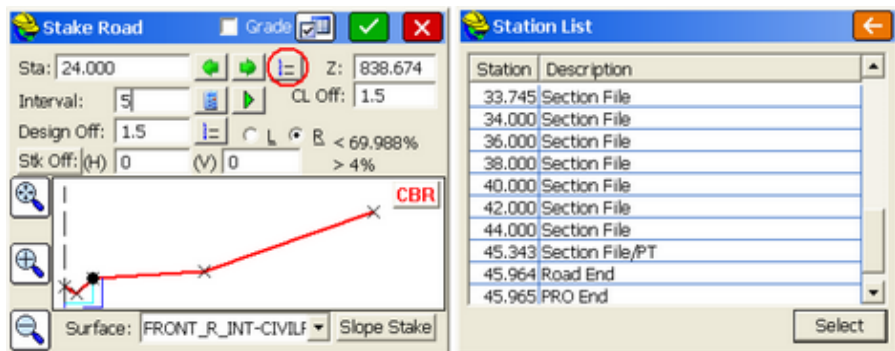 Stake Road Grade
Sta: 24.000 Z: 838.674
Interval: 5 CL Off: 1.5
Design Off: 1.5 L R < 69.988%
Stk Off: (H) 0 (V) 0 > 4%
CBR
Surface: FRONT_R_INT-CIVILF Slope Stake
Station List
Station Description
33.745 Section File
34.000 Section File
36.000 Section File
38.000 Section File
40.000 Section File
42.000 Section File
44.000 Section File
45.343 Section File/PT
45.964 Road End
45.965 PRO End
Select